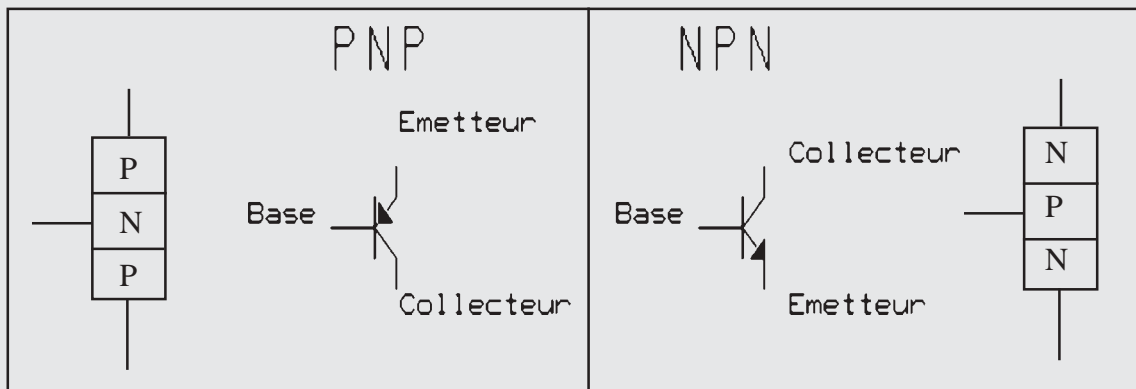 PNP
Emetteur
P
Base
N
P
Collecteur
NPN
Collecteur
N
Base
P
N
Emetteur